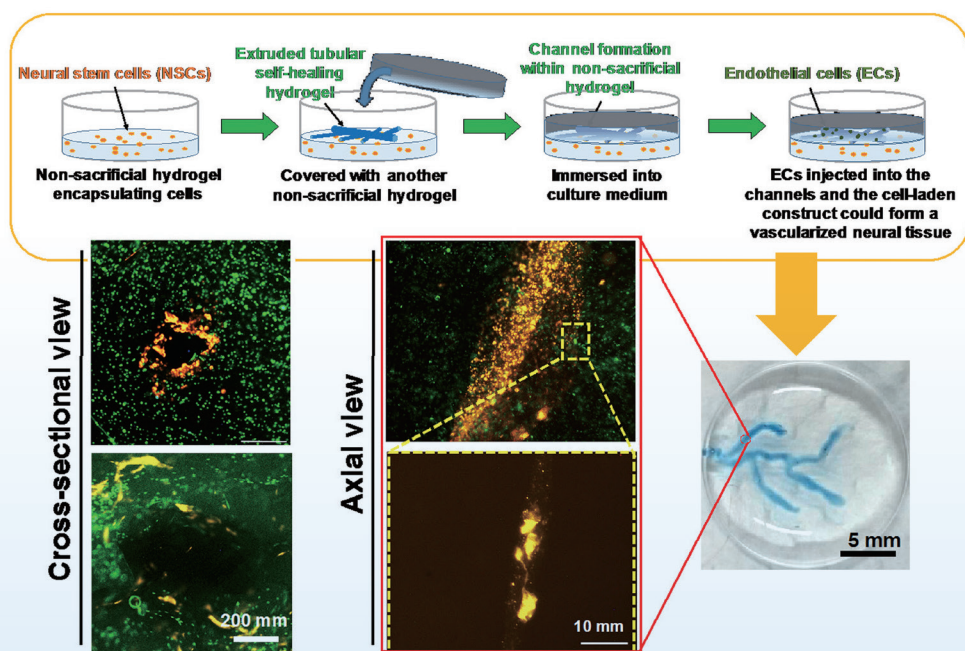 Neural stem cells (NSCs)
Extruded tubular
self-healing
hydrogel
Channel formation
within non-sacrificial
hydrogel
Endothelial cells (ECs)
Non-sacrificial hydrogel
encapsulating cells
Covered with another
non-sacrificial hydrogel
Immersed into
culture medium
ECs injected into the
channels and the cell-laden
construct could form a
vascularized neural tissue
Cross-sectional view
200 mm
Axial view
10 mm
5 mm